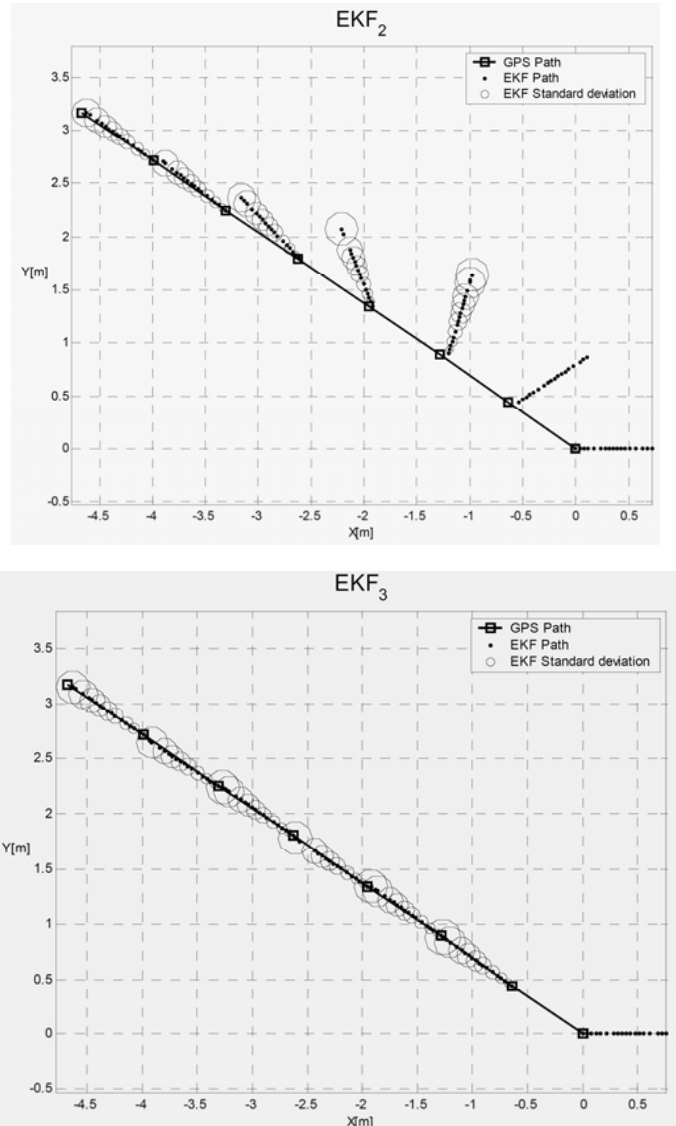 EKF2
GPS Path
EKF Path
EKF Standard deviation
3.5
3
2.5
2
Y[m]
1.5
1
0.5
0
-0.5
-4.5 -4 -3.5 -3 -2.5 -2 -1.5 -1 -0.5 0 0.5
X[m]
EKF3
GPS Path
EKF Path
EKF Standard deviation
3.5
3
2.5
2
Y[m]
1.5
1
0.5
0
-0.5
-4.5 -4 -3.5 -3 -2.5 -2 -1.5 -1 -0.5 0 0.5
X[m]